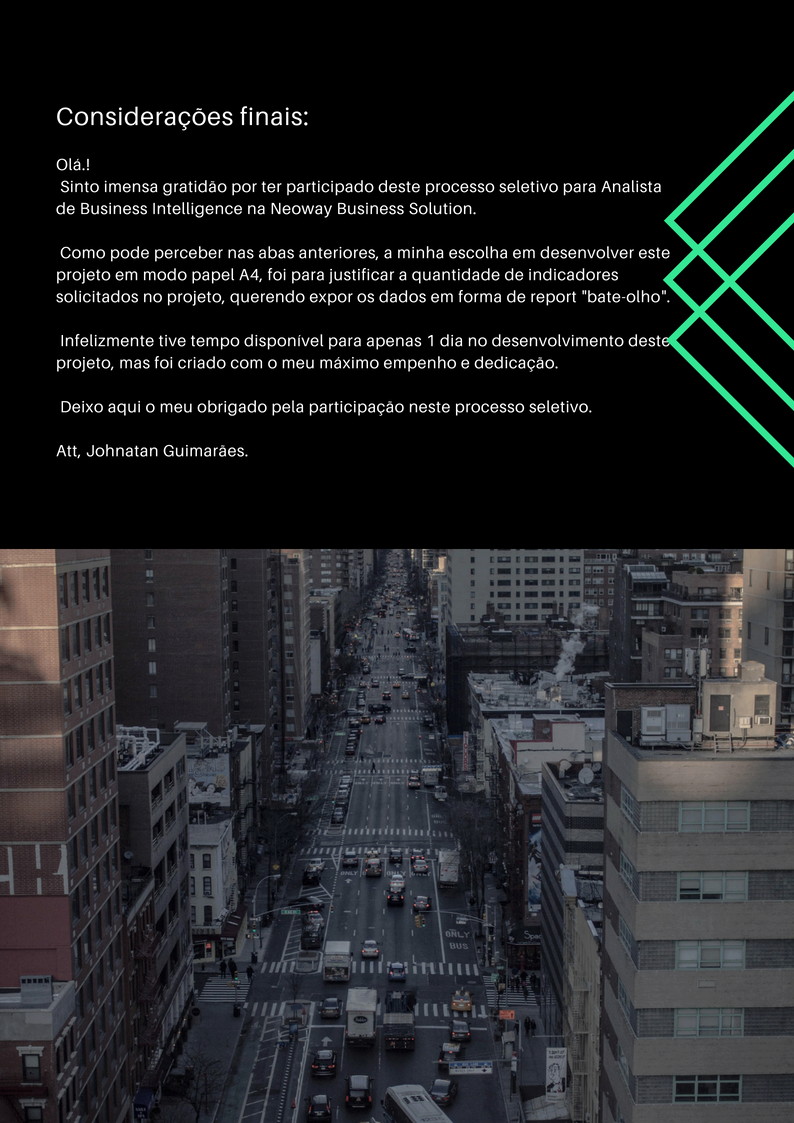 Considerações finais:
Olá.!
Sinto imensa gratidão por ter participado deste processo seletivo para Analista
de Business Intelligence na Neoway Business Solution.
Como pode perceber nas abas anteriores, a minha escolha em desenvolver este
projeto em modo papel A4, foi para justificar a quantidade de indicadores
solicitados no projeto, querendo expor os dados em forma de report "bate-olho".
Infelizmente tive tempo disponível para apenas 1 dia no desenvolvimento deste
projeto, mas foi criado com o meu máximo empenho e dedicação.
Deixo aqui o meu obrigado pela participação neste processo seletivo.
Att, Johnatan Guimarães.
ONLY
ONLY
ONLY
BUS